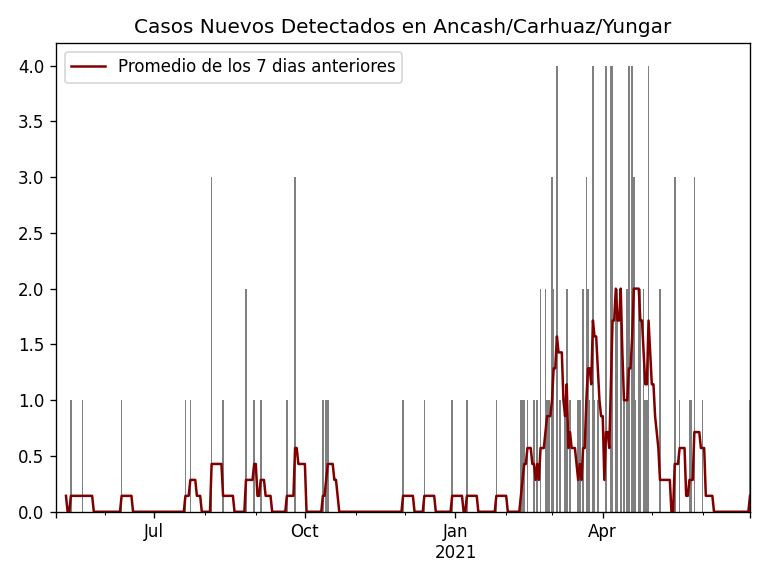 Casos Nuevos Detectados en Ancash/Carhuaz/Yungar
Promedio de los 7 dias anteriores
4.0
3.5
3.0
2.5
2.0
1.5
1.0
0.5
0.0
Jul
Oct
Jan
Apr
2021